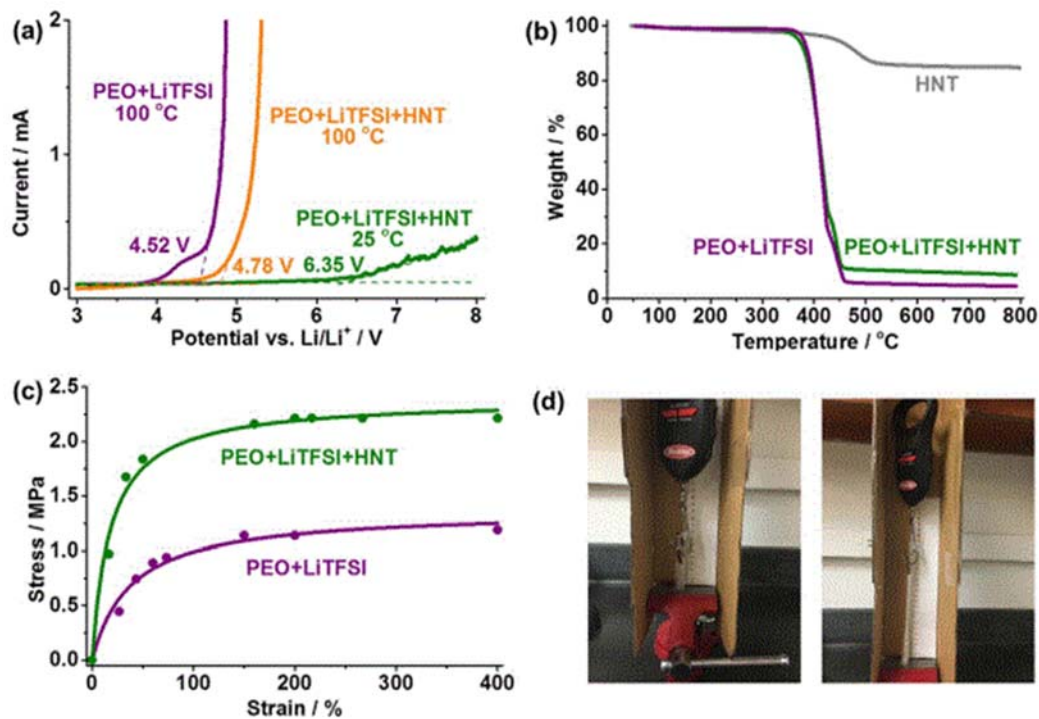 (a)
2
1
0
Current / mA
PEO+LiTFSI
100 °C
PEO+LiTFSI+HNT
100 °C
PEO+LiTFSI+HNT
25 °C
4.52 V
4.78 V
6.35 V
3 4 5 6 7 8
Potential vs. Li/Li⁺ / V
(b)
100
80
60
40
20
0
Weight / %
HNT
PEO+LiTFSI
PEO+LiTFSI+HNT
0 100 200 300 400 500 600 700 800
Temperature / °C
(c)
2.5
2.0
1.5
1.0
0.5
0.0
Stress / MPa
PEO+LiTFSI+HNT
PEO+LiTFSI
0 100 200 300 400
Strain / %
(d)